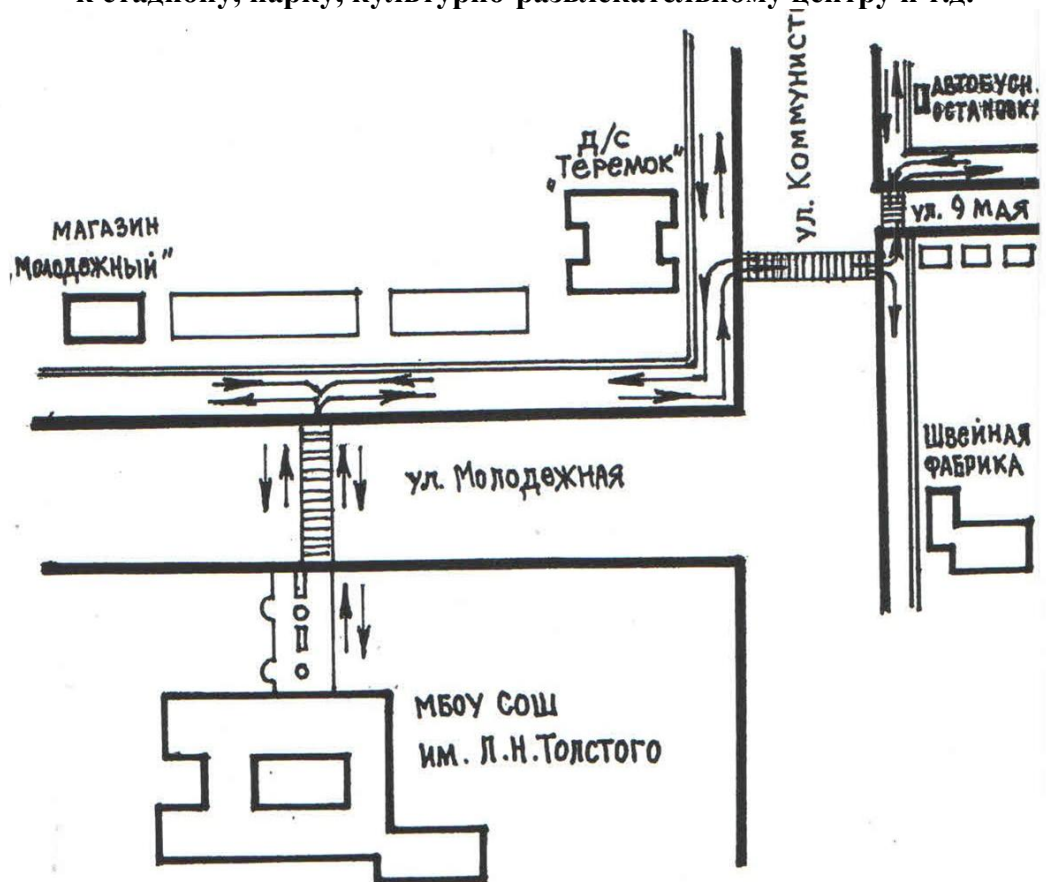 к стадиону, парку, культурно-развлекательному центру и т.д.
ул. Коммунисти
АВТОБУСН.
ОСТАНОВКА
Д/С
"Теремок"
ул. 9 МАЯ
МАГАЗИН
"Молодежный"
Швейная
ФАБРИКА
ул. Молодежная
МБОУ СОШ
им. Л.Н.Толстого